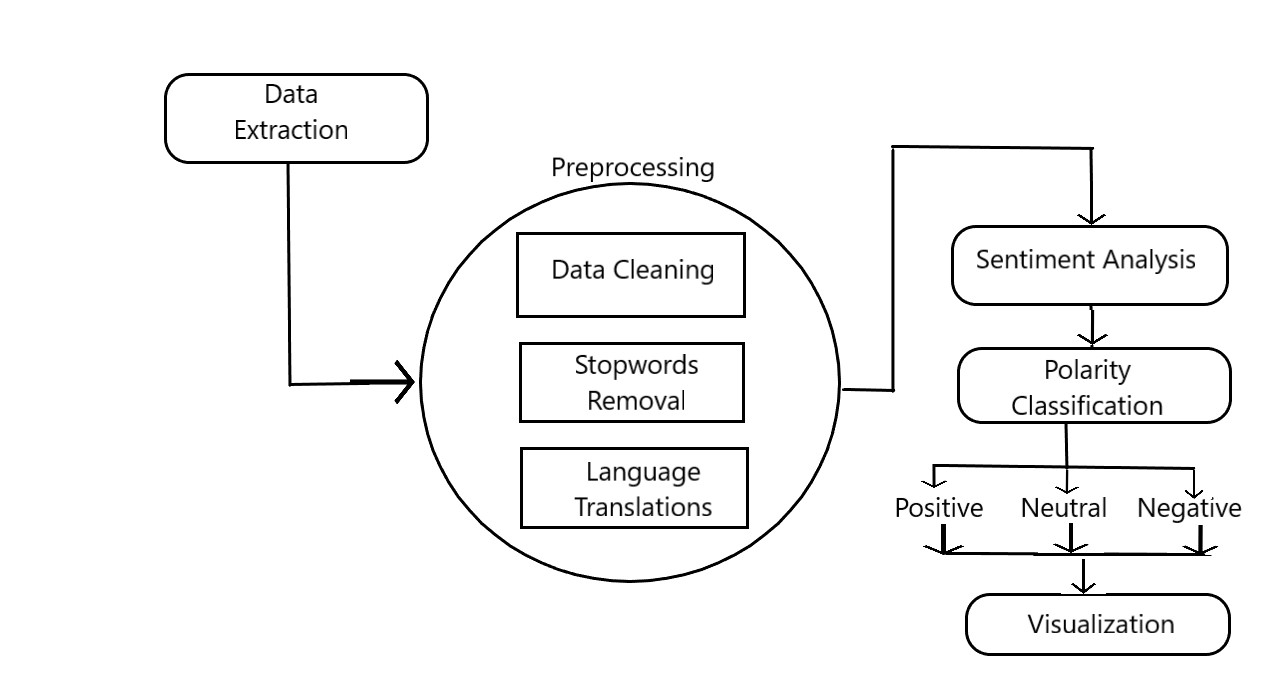 Data
Extraction
Preprocessing
Data Cleaning
Stopwords
Removal
Language
Translations
Sentiment Analysis
Polarity
Classification
Positive
Neutral
Negative
Visualization